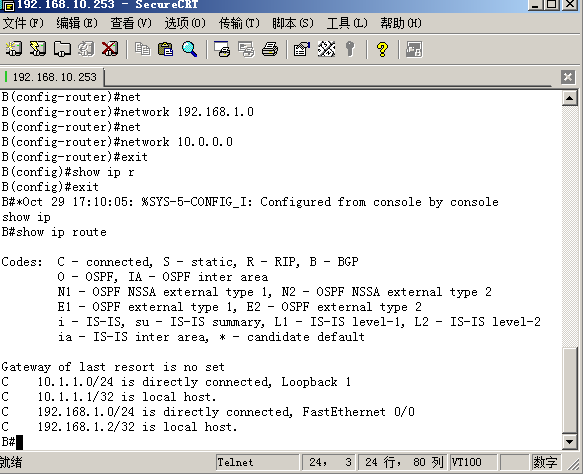 192.168.10.253 - SecureCRT
文件(F) 编辑(E) 查看(V) 选项(O) 传输(T) 脚本(S) 工具(L) 帮助(H)
192.168.10.253
B(config-router)#net
B(config-router)#network 192.168.1.0
B(config-router)#net
B(config-router)#network 10.0.0.0
B(config-router)#exit
B(config)#show ip r
B(config)#exit
B#*Oct 29 17:10:05: %SYS-5-CONFIG_I: Configured from console by console
show ip
B#show ip route
Codes:  C - connected, S - static, R - RIP, B - BGP
O - OSPF, IA - OSPF inter area
N1 - OSPF NSSA external type 1, N2 - OSPF NSSA external type 2
E1 - OSPF external type 1, E2 - OSPF external type 2
i - IS-IS, su - IS-IS summary, L1 - IS-IS level-1, L2 - IS-IS level-2
ia - IS-IS inter area, * - candidate default
Gateway of last resort is no set
C    10.1.1.0/24 is directly connected, Loopback 1
C    10.1.1.1/32 is local host.
C    192.168.1.0/24 is directly connected, FastEthernet 0/0
C    192.168.1.2/32 is local host.
B#
就绪 Telnet 24, 3 24 行, 80 列 VT100 数字